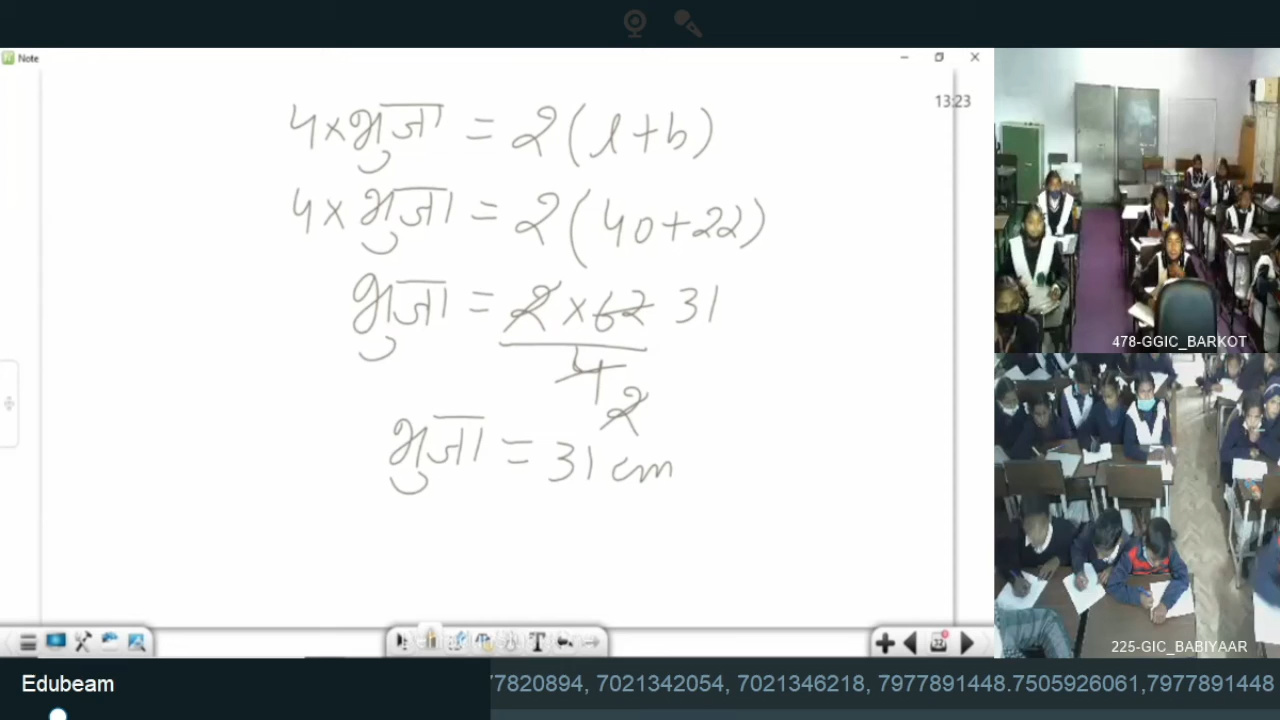 Note
13:23
4×भुजा = 2(l+b)
4×भुजा = 2(40+22)
भुजा = 2×62 31
4
2
भुजा = 31 cm
478-GGIC_BARKOT
225-GIC_BABIYAAR
Edubeam
77820894, 7021342054, 7021346218, 7977891448.7505926061,7977891448